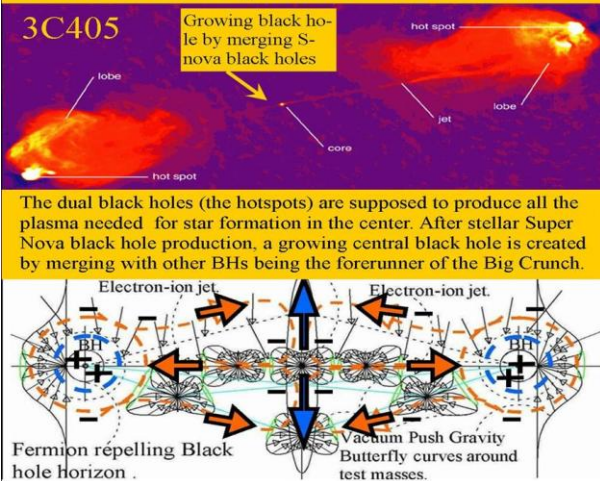 3C405
Growing black ho-
le by merging S-
nova black holes
hot spot
lobe
lobe
jet
core
hot spot
The dual black holes (the hotspots) are supposed to produce all the
plasma needed for star formation in the center. After stellar Super
Nova black hole production, a growing central black hole is created
by merging with other BHs being the forerunner of the Big Crunch.
Electron-ion jet.
Electron-ion jet.
BH
BH
Fermion repelling Black
hole horizon .
Vacuum Push Gravity
Butterfly curves around
test masses.